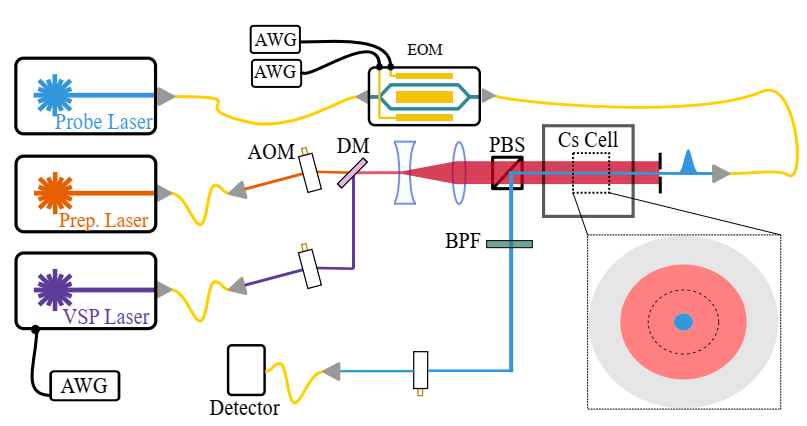 AWG
EOM
AWG
Probe Laser
AOM
DM
PBS
Cs Cell
Prep. Laser
BPF
VSP Laser
AWG
Detector